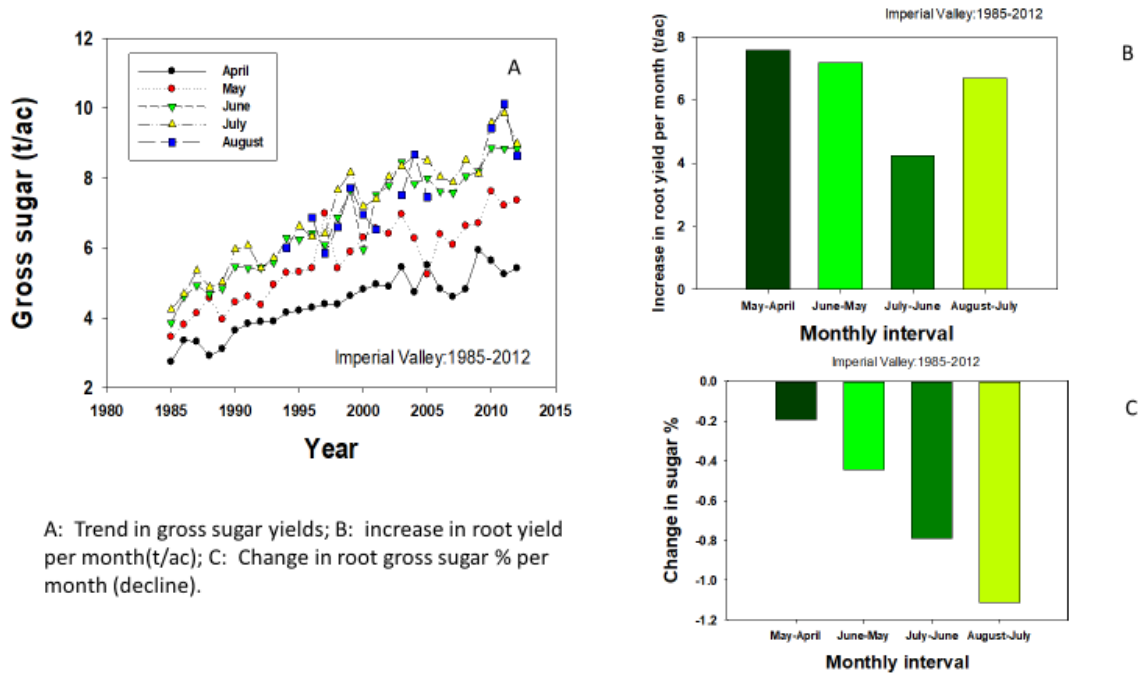 12
10
8
6
4
2
Gross sugar (t/ac)
April
May
June
July
August
A
Imperial Valley:1985-2012
1980 1985 1990 1995 2000 2005 2010 2015
Year
A: Trend in gross sugar yields; B: increase in root yield
per month(t/ac); C: Change in root gross sugar % per
month (decline).
Imperial Valley:1985-2012
B
8
6
4
2
0
Increase in root yield per month (t/ac)
May-April June-May July-June August-July
Monthly interval
Imperial Valley:1985-2012
C
0.0
-0.2
-0.4
-0.6
-0.8
-1.0
-1.2
Change in sugar %
May-April June-May July-June August-July
Monthly interval